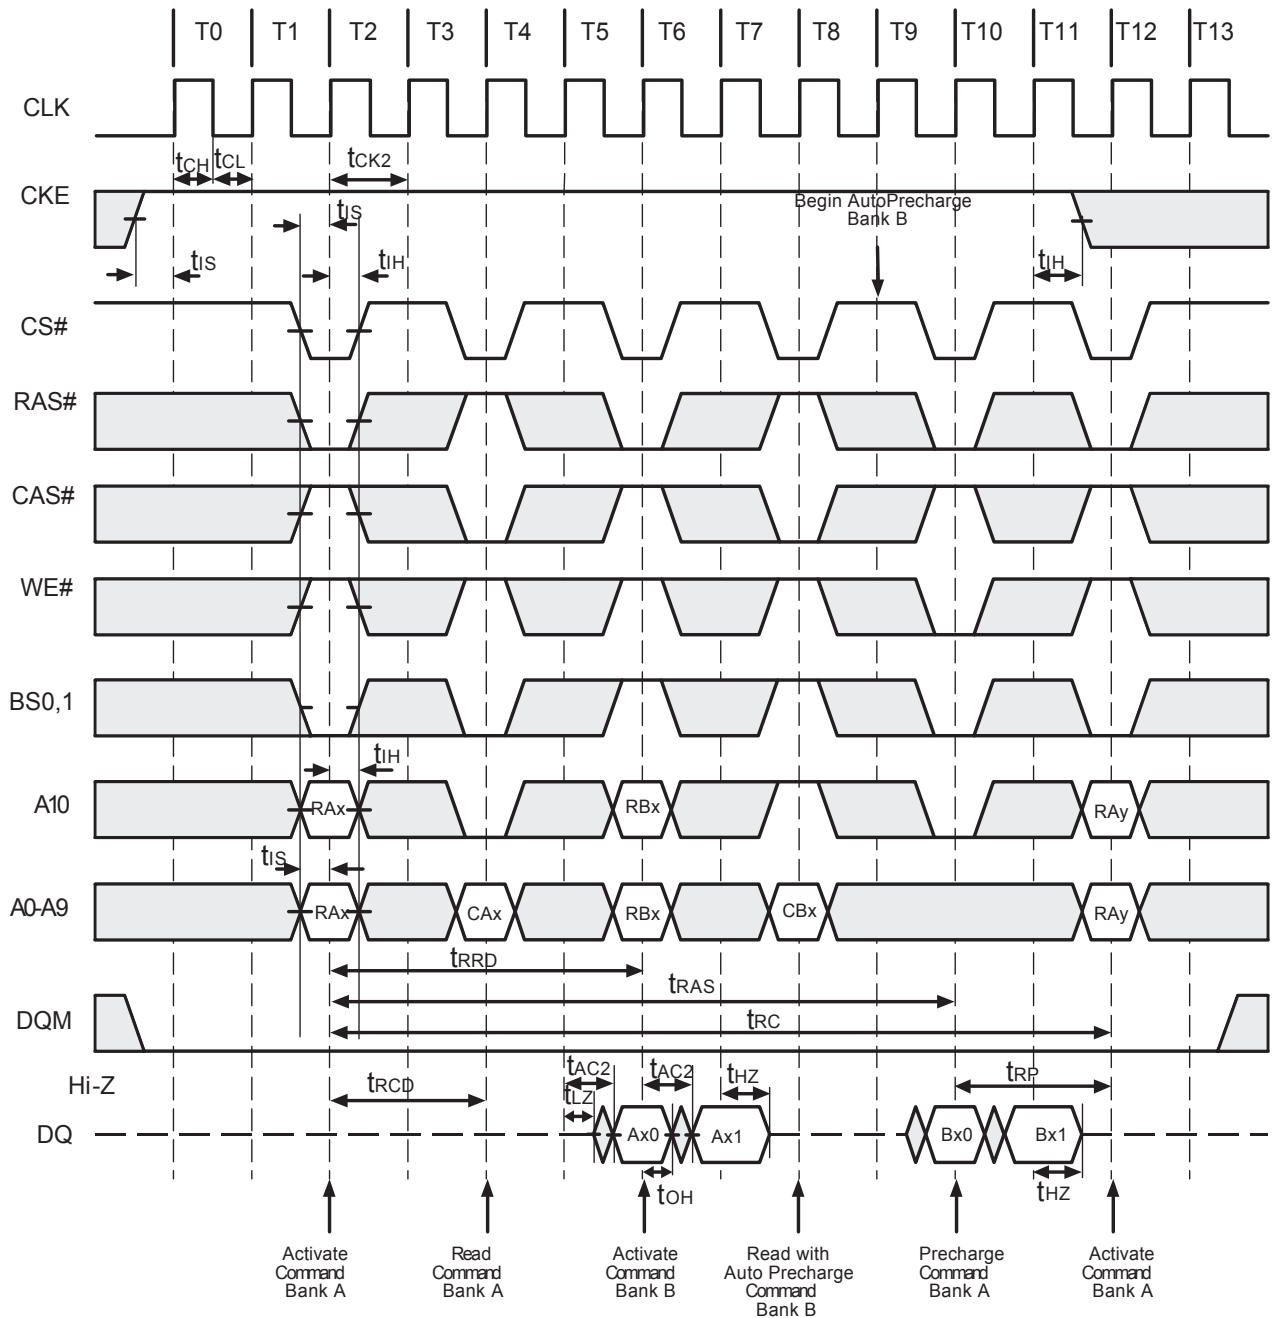 T0 T1 T2 T3 T4 T5 T6 T7 T8 T9 T10 T11 T12 T13
CLK
tCH tCL tCK2
CKE
Begin AutoPrecharge
Bank B
tIS
tIS tIH tIH
CS#
RAS#
CAS#
WE#
BS0,1
tIH
A10 RAx RBx RAy
tIS
A0-A9 RAx CAx RBx CBx RAy
tRRD
tRAS
DQM tRC
Hi-Z tRCD tAC2 tAC2 tHZ tRP
tLZ
DQ Ax0 Ax1 Bx0 Bx1
tOH tHZ
Activate
Command
Bank A
Read
Command
Bank A
Activate
Command
Bank B
Read with
Auto Precharge
Command
Bank B
Precharge
Command
Bank A
Activate
Command
Bank A